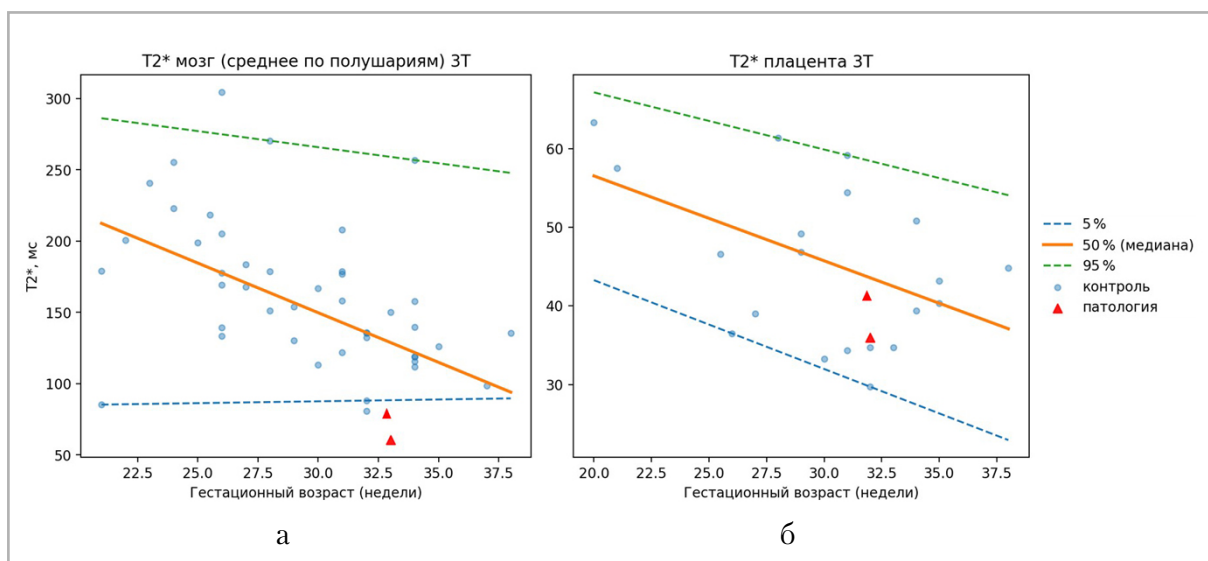 T2* мозг (среднее по полушариям) 3Т
T2*, мс
300
250
200
150
100
50
22.5 25.0 27.5 30.0 32.5 35.0 37.5
Гестационный возраст (недели)
а
T2* плацента 3Т
60
50
40
30
20.0 22.5 25.0 27.5 30.0 32.5 35.0 37.5
Гестационный возраст (недели)
б
5 %
50 % (медиана)
95 %
контроль
патология